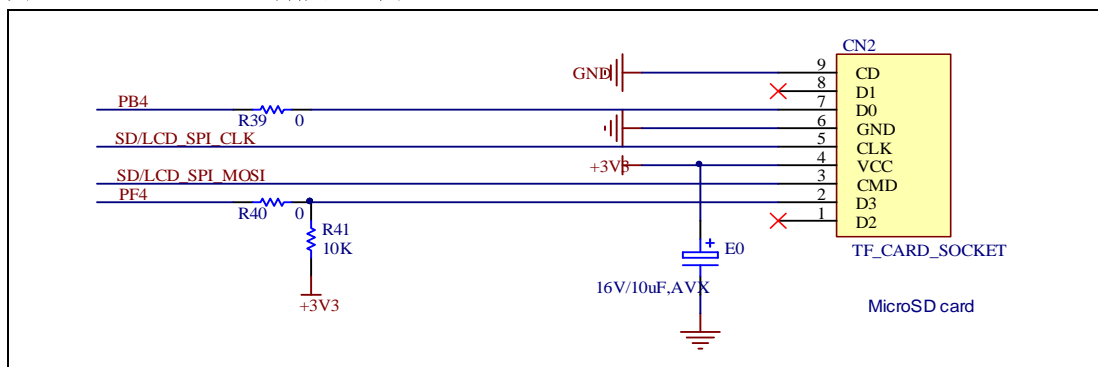 CN2
GND
9 CD
8 D1
PB4
R39 0
7 D0
6 GND
SD/LCD_SPI_CLK
5 CLK
+3V3
4 VCC
SD/LCD_SPI_MOSI
3 CMD
PF4
R40 0
2 D3
1 D2
R41
10K
E0
TF_CARD_SOCKET
16V/10uF,AVX
+3V3
MicroSD card